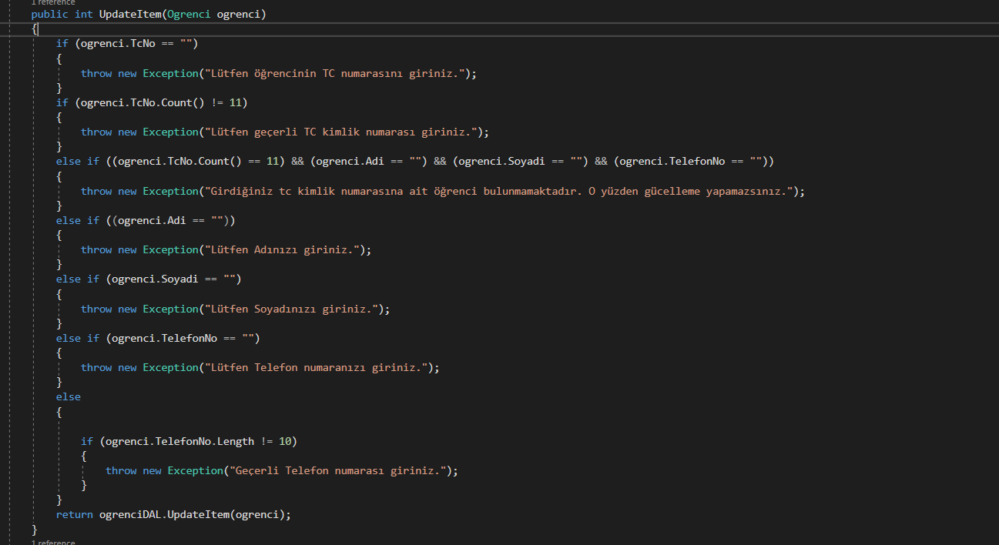 1 reference
public int UpdateItem(Ogrenci ogrenci)
{
if (ogrenci.TcNo == "")
{
throw new Exception("Lütfen öğrencinin TC numarasını giriniz.");
}
if (ogrenci.TcNo.Count() != 11)
{
throw new Exception("Lütfen geçerli TC kimlik numarası giriniz.");
}
else if ((ogrenci.TcNo.Count() == 11) && (ogrenci.Adi == "") && (ogrenci.Soyadi == "") && (ogrenci.TelefonNo == ""))
{
throw new Exception("Girdiğiniz tc kimlik numarasına ait öğrenci bulunmamaktadır. O yüzden gücelleme yapamazsınız.");
}
else if ((ogrenci.Adi == ""))
{
throw new Exception("Lütfen Adınızı giriniz.");
}
else if (ogrenci.Soyadi == "")
{
throw new Exception("Lütfen Soyadınızı giriniz.");
}
else if (ogrenci.TelefonNo == "")
{
throw new Exception("Lütfen Telefon numaranızı giriniz.");
}
else
{
if (ogrenci.TelefonNo.Length != 10)
{
throw new Exception("Geçerli Telefon numarası giriniz.");
}
}
return ogrenciDAL.UpdateItem(ogrenci);
}
1 reference